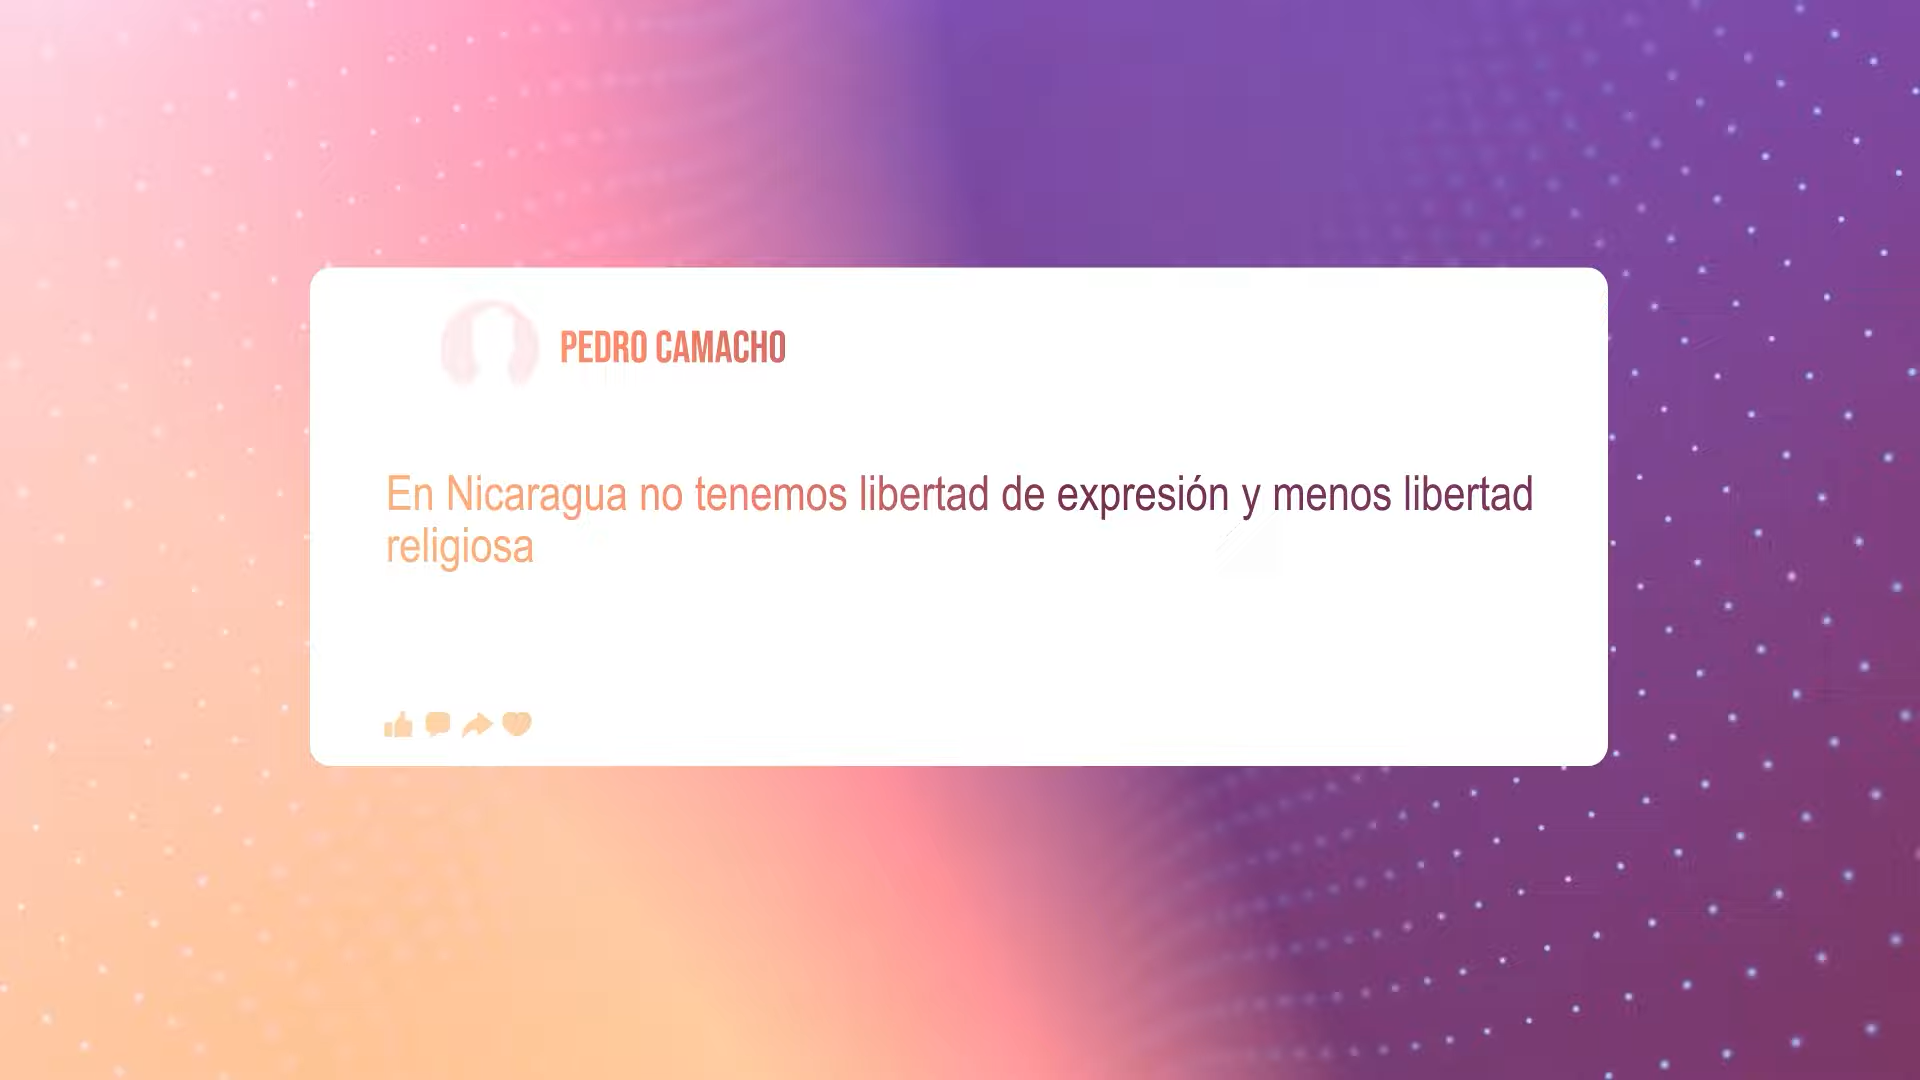 PEDRO CAMACHO
En Nicaragua no tenemos libertad de expresión y menos libertad
religiosa